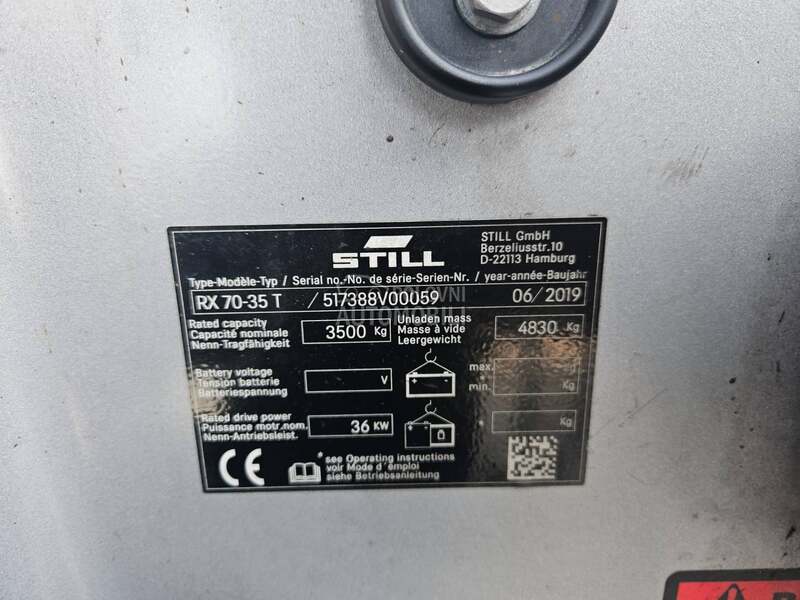 STILL
STILL GmbH
Berzeliusstr.10
D-22113 Hamburg
Type-Modèle-Typ / Serial no.-No. de série-Serien-Nr. / year-année-Baujahr
RX 70-35 T / 517388V00059 06/2019
Rated capacity
Capacité nominale
Nenn-Tragfähigkeit
3500 Kg
Unladen mass
Masse à vide
Leergewicht
4830 Kg
Battery voltage
Tension batterie
Batteriespannung
V
max.
min.
Kg
Rated drive power
Puissance motr.nom.
Nenn-Antriebsleist.
36 KW
Kg
CE
*see Operating instructions
voir Mode d'émploi
siehe Betriebsanleitung